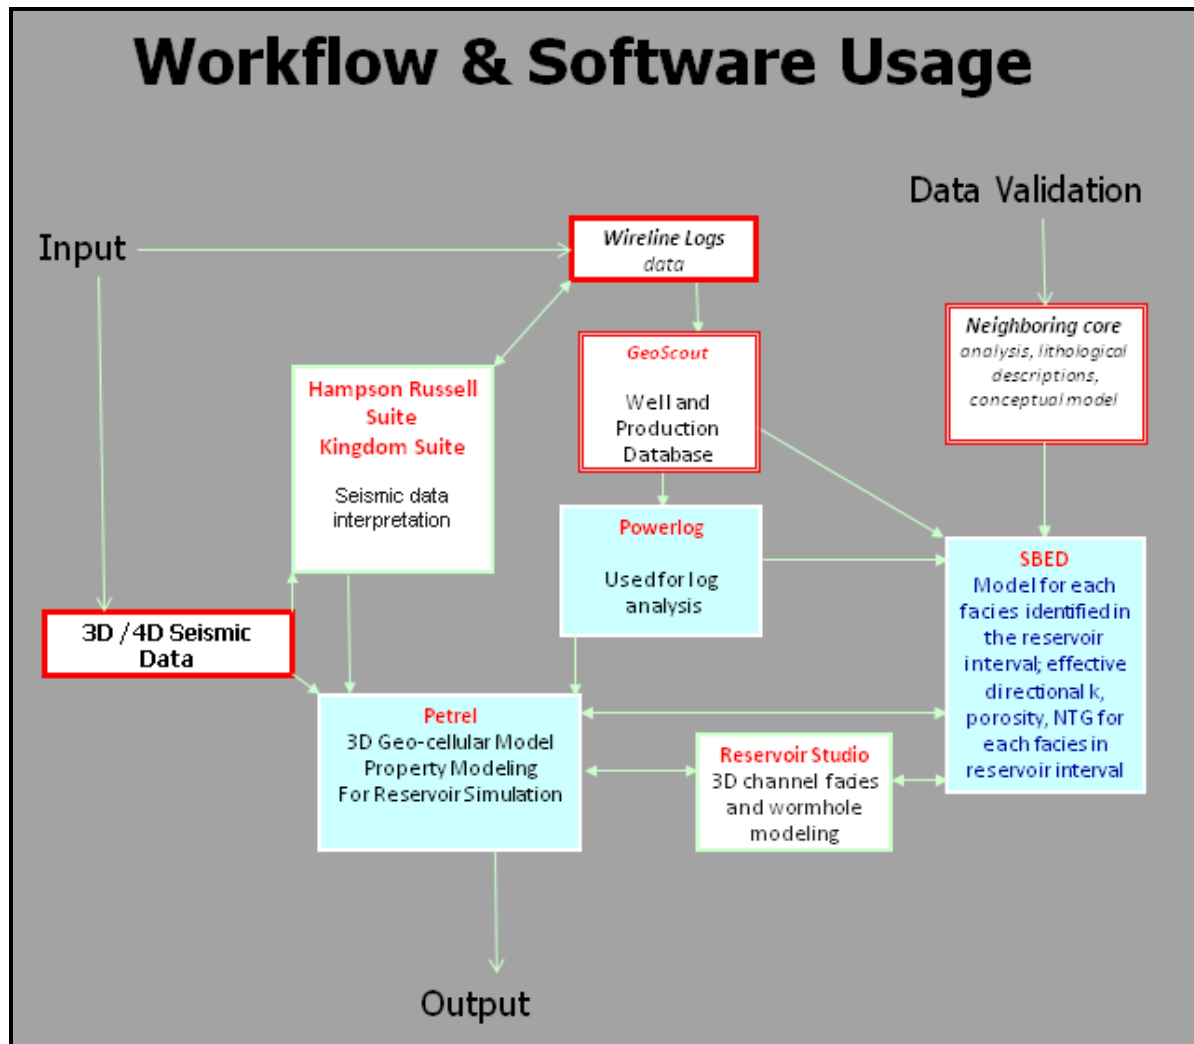 Workflow & Software Usage
Data Validation
Input
Wireline Logs
data
Neighboring core
analysis, lithological
descriptions,
conceptual model
GeoScout
Well and
Production
Database
Hampson Russell
Suite
Kingdom Suite
Seismic data
interpretation
Powerlog
Used for log
analysis
SBED
Model for each
facies identified in
the reservoir
interval; effective
directional k,
porosity, NTG for
each facies in
reservoir interval
3D /4D Seismic
Data
Petrel
3D Geo-cellular Model
Property Modeling
For Reservoir Simulation
Reservoir Studio
3D channel facies
and wormhole
modeling
Output